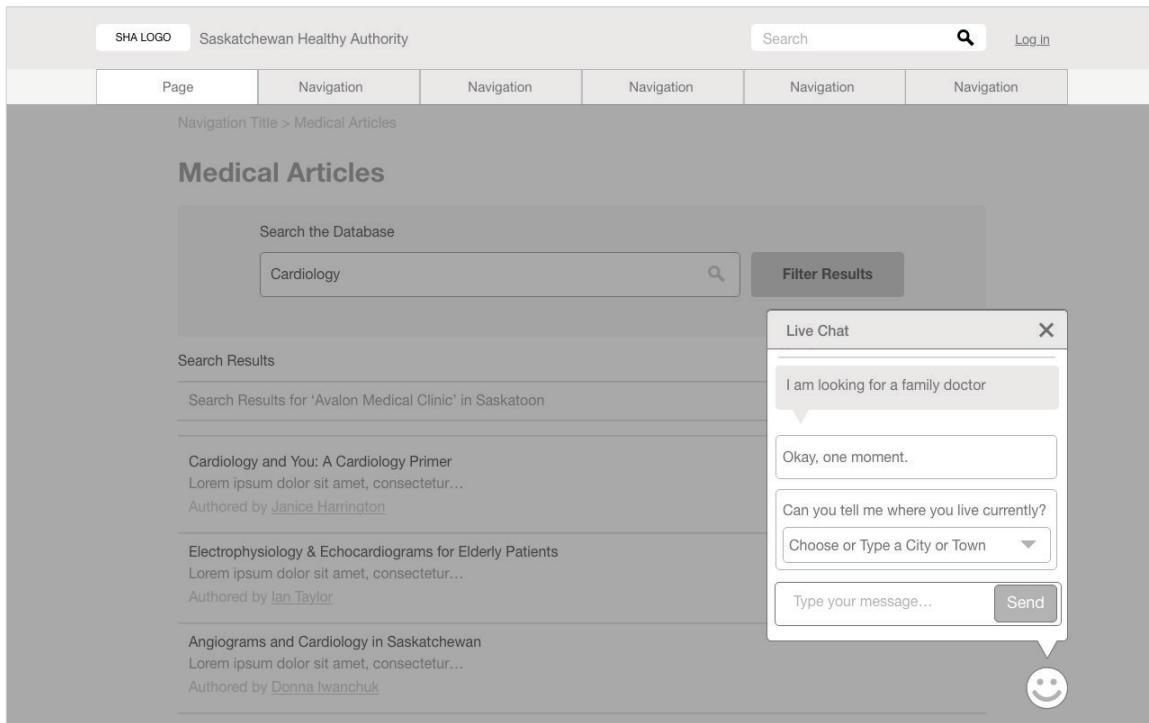 SHA LOGO
Saskatchewan Healthy Authority
Search
Log in
Page
Navigation
Navigation
Navigation
Navigation
Navigation
Navigation Title > Medical Articles
Medical Articles
Search the Database
Cardiology
Filter Results
Search Results
Search Results for ‘Avalon Medical Clinic’ in Saskatoon
Cardiology and You: A Cardiology Primer
Lorem ipsum dolor sit amet, consectetur…
Authored by Janice Harrington
Electrophysiology & Echocardiograms for Elderly Patients
Lorem ipsum dolor sit amet, consectetur…
Authored by Ian Taylor
Angiograms and Cardiology in Saskatchewan
Lorem ipsum dolor sit amet, consectetur…
Authored by Donna Iwanchuk
Live Chat
I am looking for a family doctor
Okay, one moment.
Can you tell me where you live currently?
Choose or Type a City or Town
Type your message…
Send